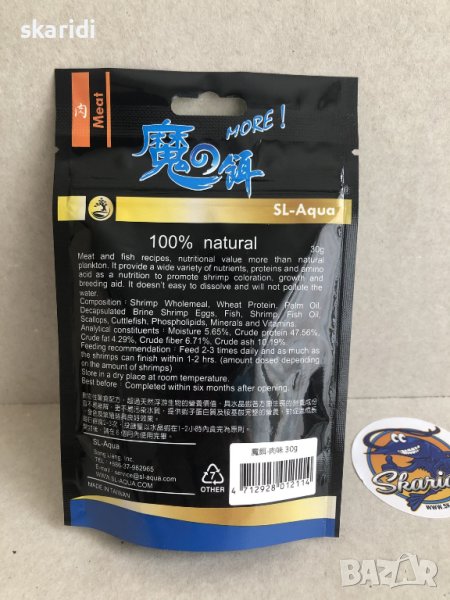 skaridi
肉
Meat
MORE!
魔の餌
SL-Aqua
100% natural
30g
Meat and fish recipes, nutritional value more than natural
plankton. It provide a wide variety of nutrients, proteins and amino
acid as a nutrition to promote shrimp coloration, growth and
breeding aid. It doesn't easy to dissolve and will not pollute the
water.
Composition : Shrimp Wholemeal, Wheat Protein, Palm Oil,
Decapsulated Brine Shrimp Eggs, Fish, Shrimp, Fish Oil,
Scallops, Cuttlefish, Phospholipids, Minerals and Vitamins.
Analytical constituents : Moisture 5.65%, Crude protein 47.56%,
Crude fat 4.29%, Crude fiber 6.71%, Crude ash 10.19%
Feeding recommendation : Feed 2-3 times daily and as much as
the shrimps can finish within 1-2 hrs. (amount dosed depending
on the shrimps)
Store in a dry place at room temperature.
Best before : Completed within six months after opening.
SL-Aqua
Song Liang, Inc.
TEL : +886-37-962965
E-mail : service@sl-aqua.com
WWW.SL-AQUA.COM
MADE IN TAIWAN
OTHER
魔餌-肉味 30g
4 712928 012114
Skarid
WWW.SK
BAZAR